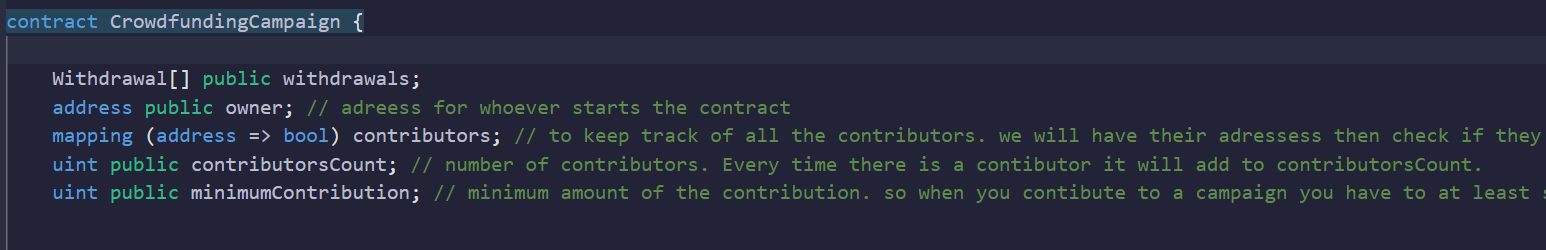 contract CrowdfundingCampaign {
Withdrawal[] public withdrawals;
address public owner; // adreess for whoever starts the contract
mapping (address => bool) contributors; // to keep track of all the contributors. we will have their adressess then check if they
uint public contributorsCount; // number of contributors. Every time there is a contibutor it will add to contributorsCount.
uint public minimumContribution; // minimum amount of the contribution. so when you contibute to a campaign you have to at least